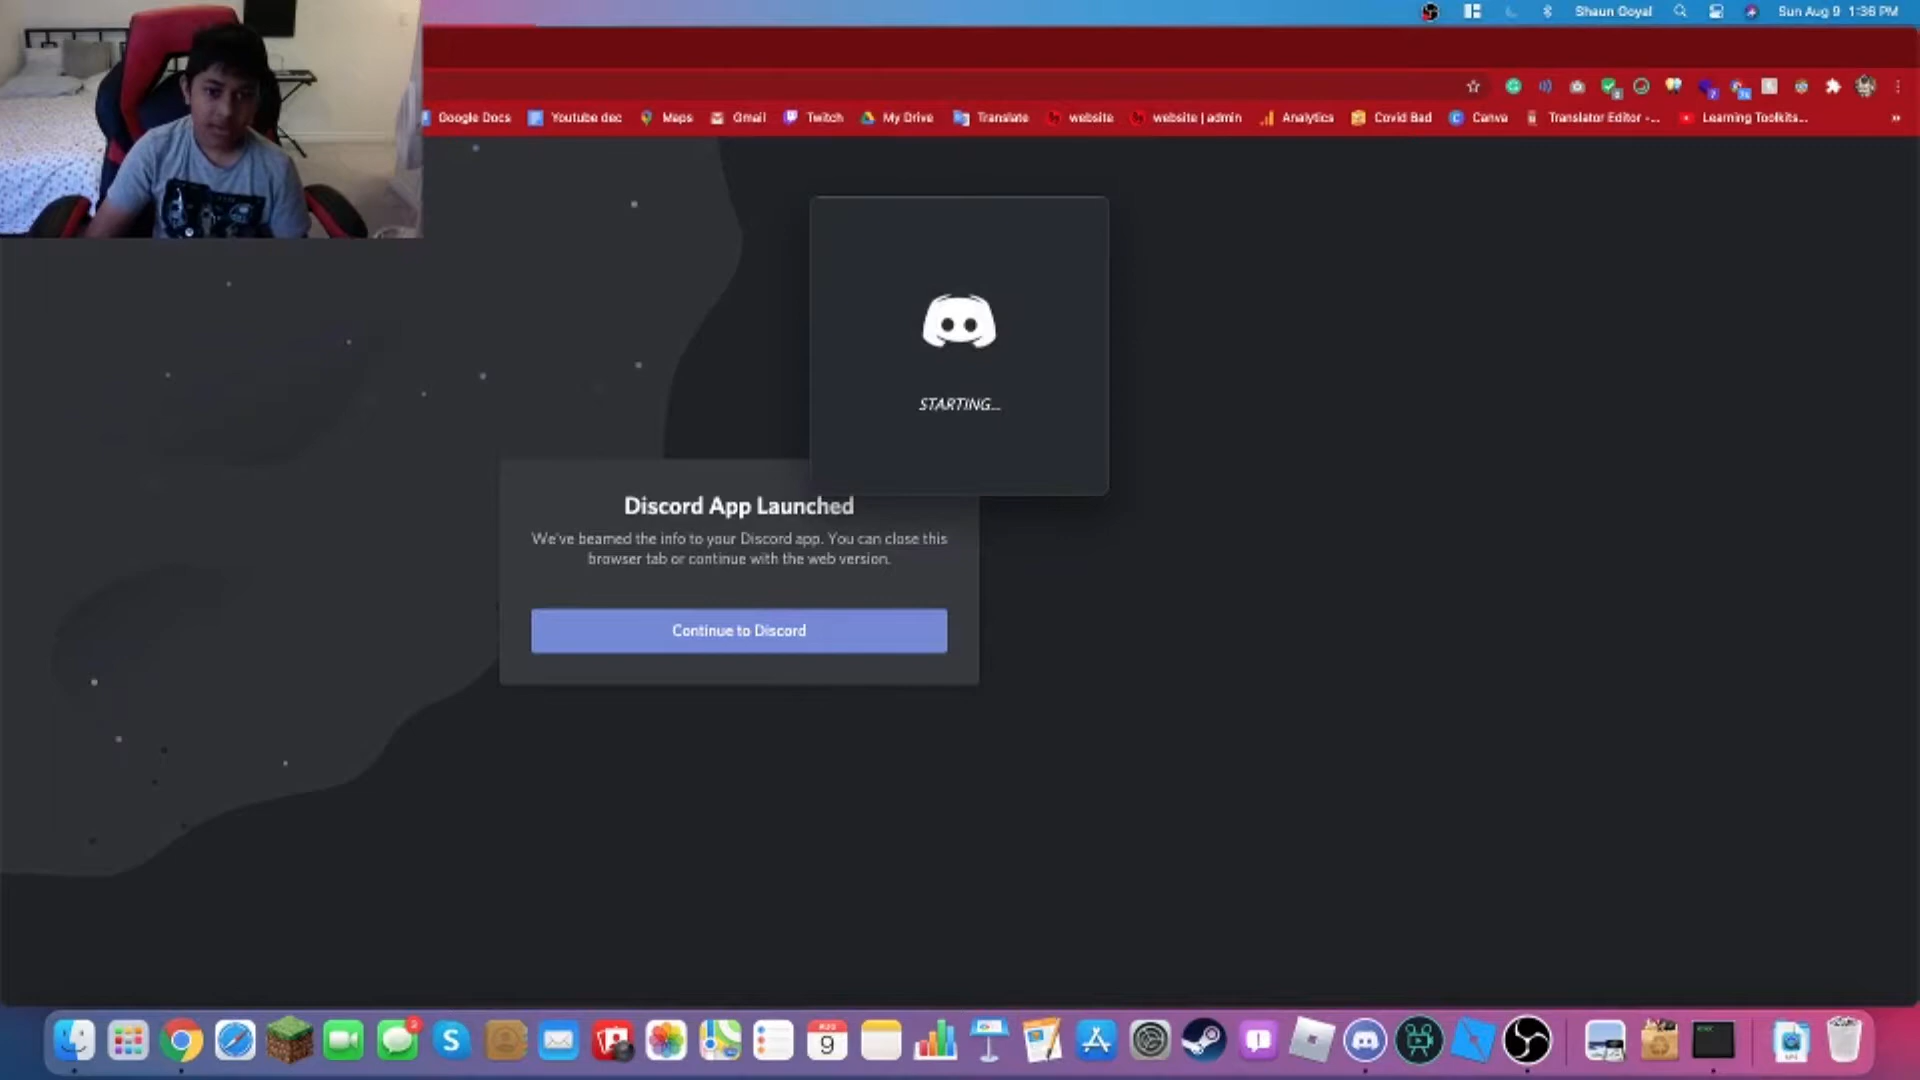 Shaun Goyal
Sun Aug 9 1:36 PM
Google Docs
Youtube dec
Maps
Gmail
Twitch
My Drive
Translate
website
website | admin
Analytics
Covid Bad
Canva
Translator Editor -...
Learning Toolkits...
»
STARTING...
Discord App Launched
We've beamed the info to your Discord app. You can close this
browser tab or continue with the web version.
Continue to Discord
3
AUG
9